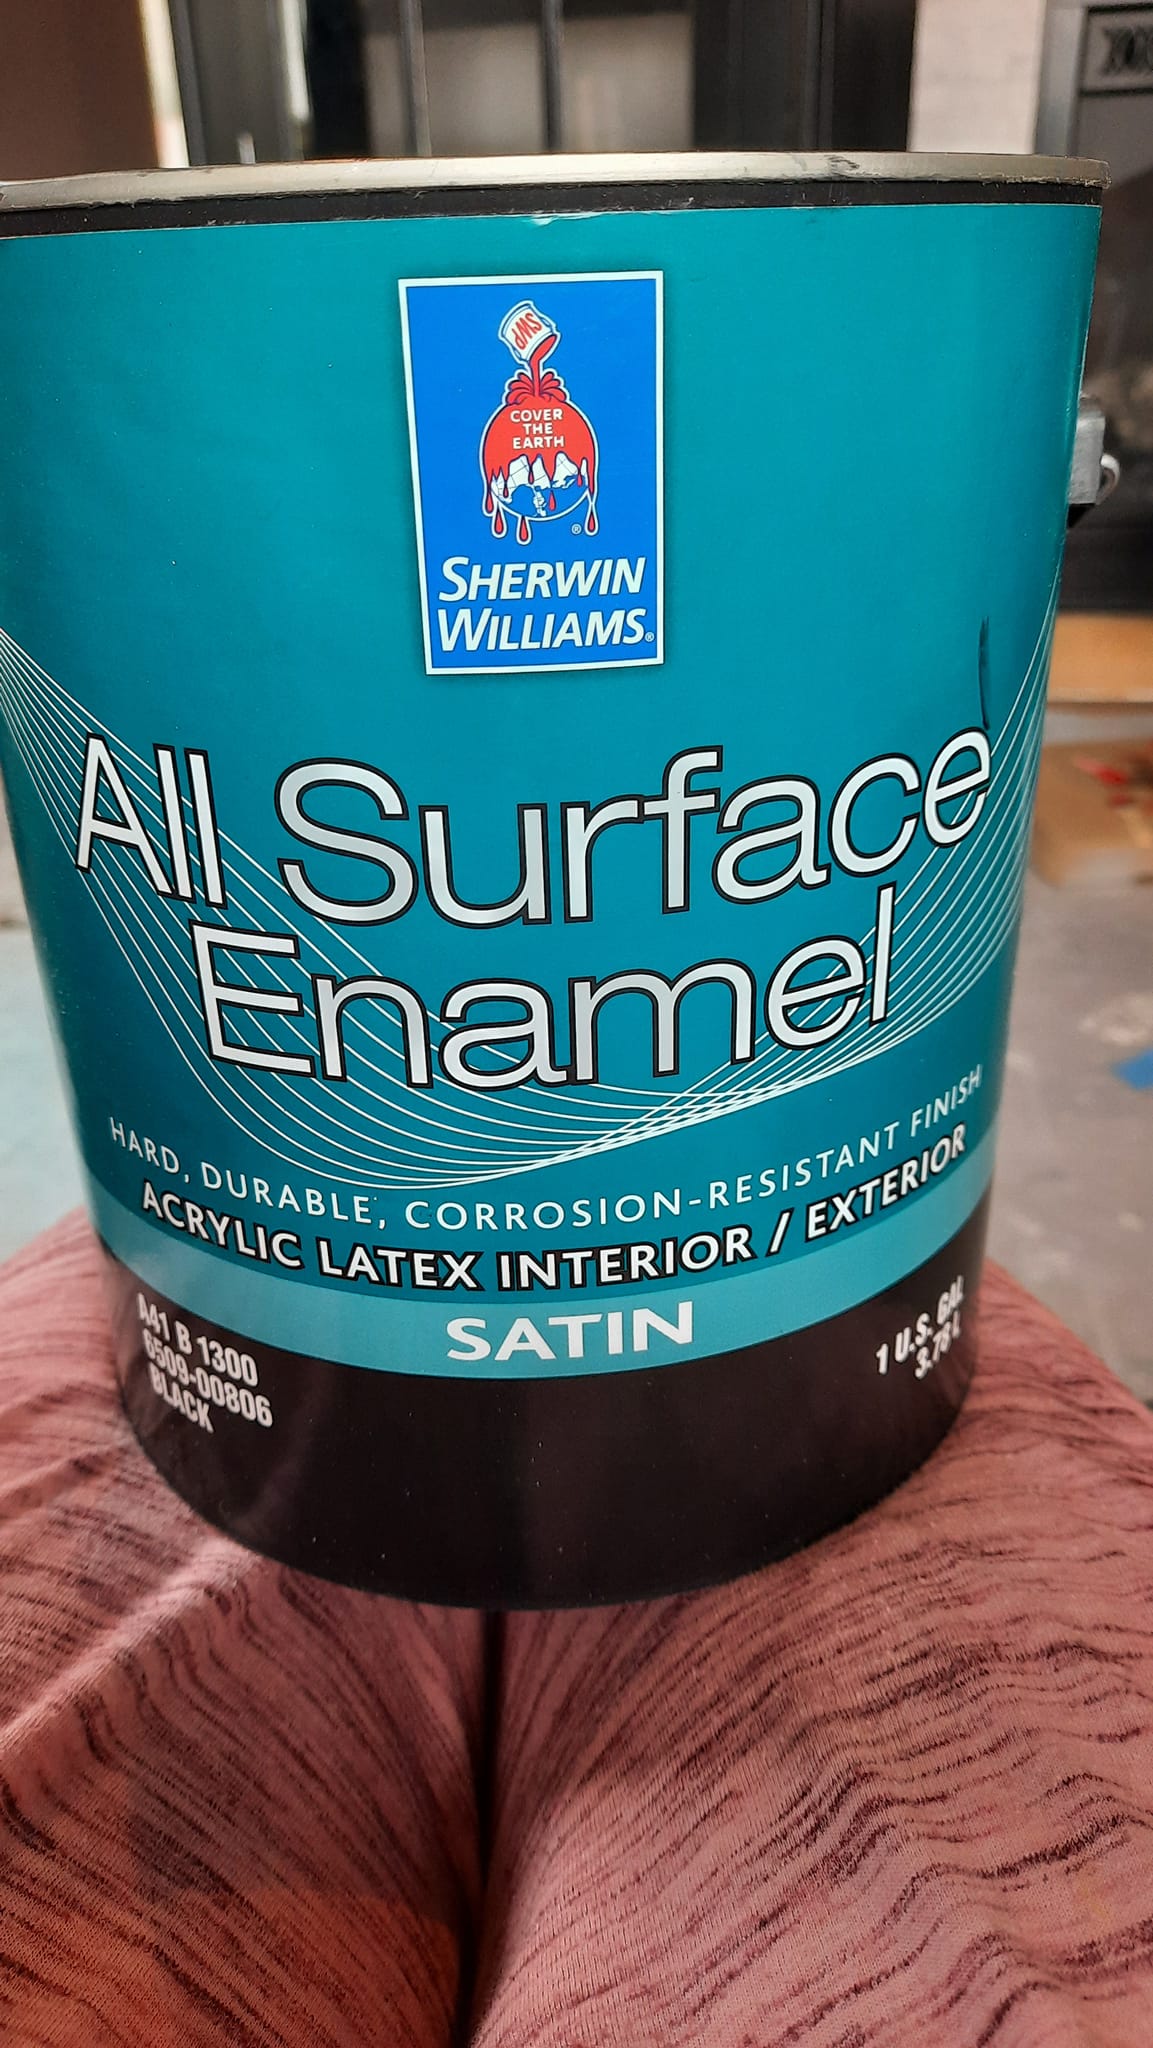 SWP
COVER
THE
EARTH
®
SHERWIN
WILLIAMS®
All Surface
Enamel
HARD, DURABLE, CORROSION-RESISTANT FINISH
ACRYLIC LATEX INTERIOR / EXTERIOR
SATIN
A41 B 1300
6509-00806
BLACK
1 U.S. GAL
3.78 L